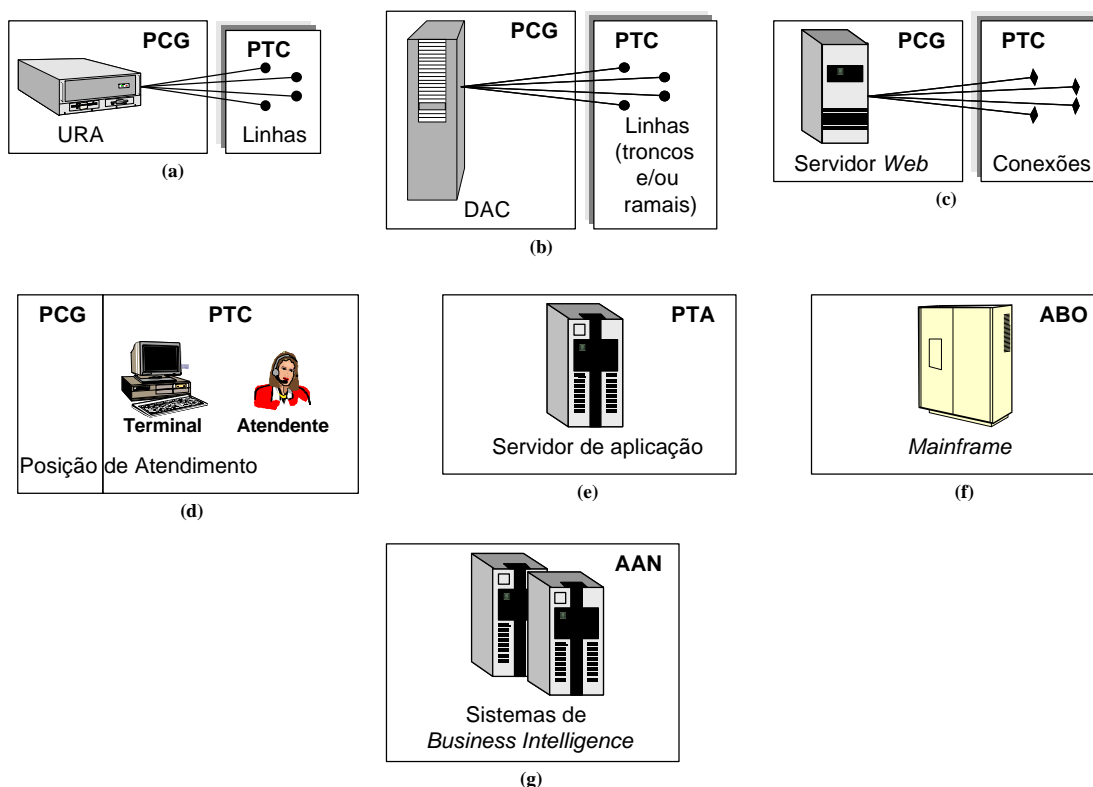 PCG
PTC
URA
Linhas
(a)
PCG
PTC
DAC
Linhas
(troncos
e/ou
ramais)
(b)
PCG
PTC
Servidor Web
Conexões
(c)
PCG
PTC
Terminal
Atendente
Posição de Atendimento
(d)
PTA
Servidor de aplicação
(e)
ABO
Mainframe
(f)
AAN
Sistemas de
Business Intelligence
(g)